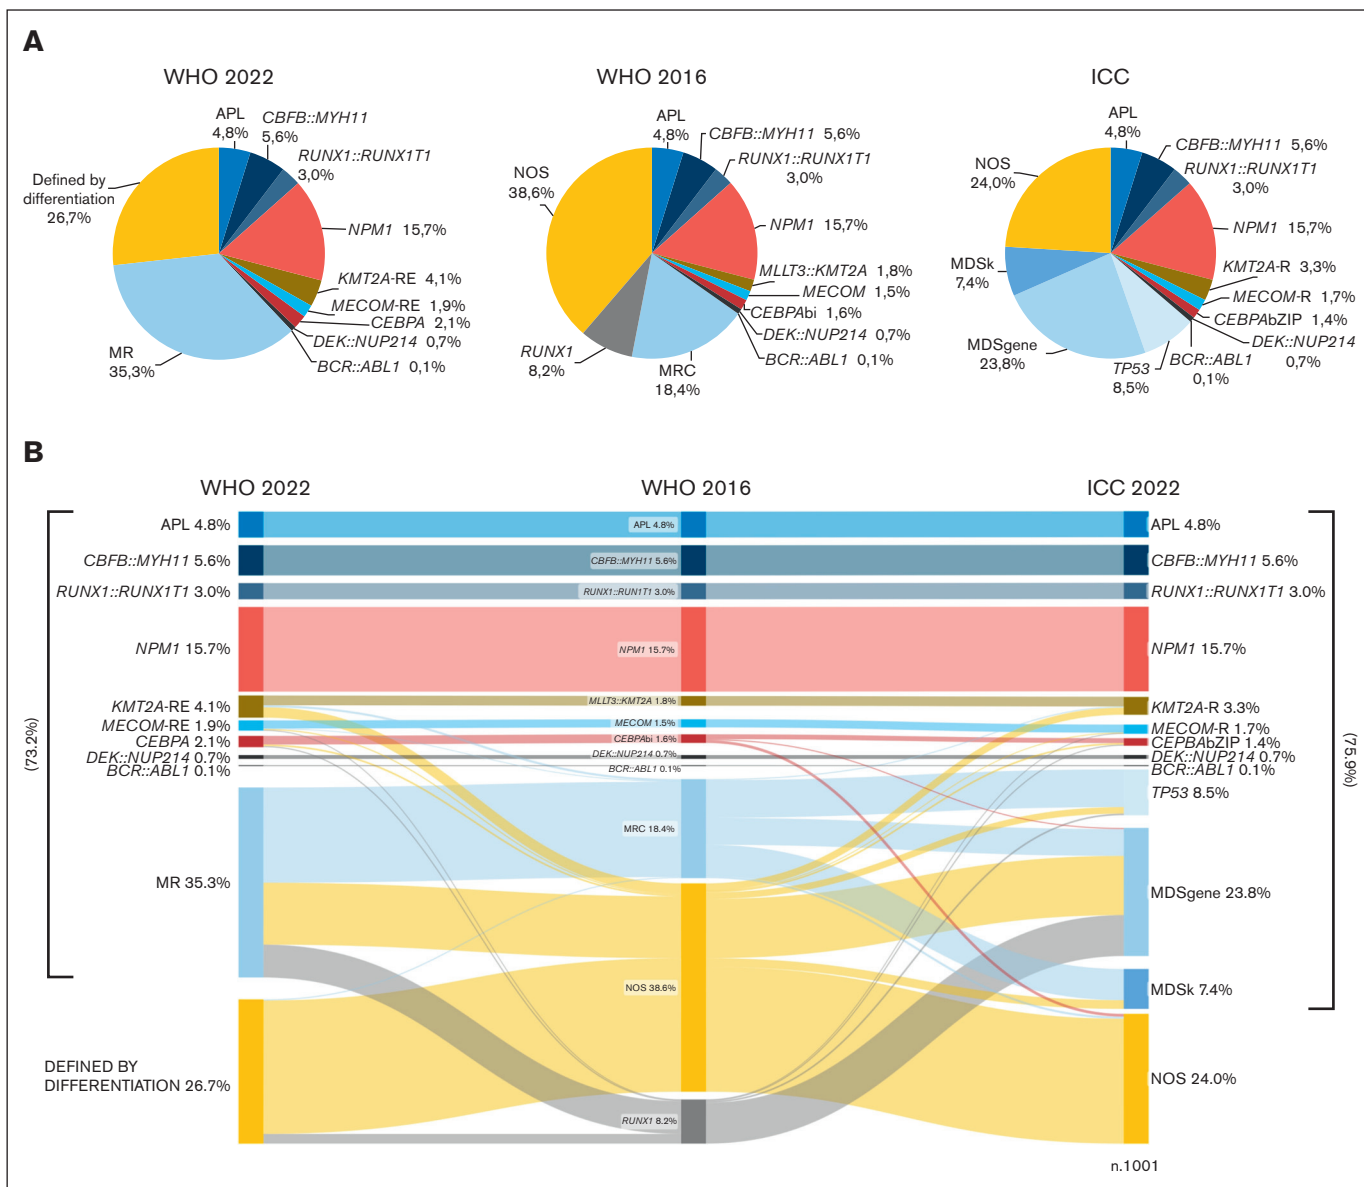 A
WHO 2022
APL
4,8%
CBFB::MYH11
5,6%
RUNX1::RUNX1T1
3,0%
NPM1 15,7%
KMT2A-RE 4,1%
MECOM-RE 1,9%
CEBPA 2,1%
DEK::NUP214 0,7%
BCR::ABL1 0,1%
MR
35,3%
Defined by
differentiation
26,7%
WHO 2016
APL
4,8%
CBFB::MYH11 5,6%
RUNX1::RUNX1T1
3,0%
NPM1 15,7%
MLLT3::KMT2A 1,8%
MECOM 1,5%
CEBPAbi 1,6%
DEK::NUP214 0,7%
BCR::ABL1 0,1%
MRC
18,4%
RUNX1
8,2%
NOS
38,6%
ICC
APL
4,8%
CBFB::MYH11 5,6%
RUNX1::RUNX1T1
3,0%
NPM1 15,7%
KMT2A-R 3,3%
MECOM-R 1,7%
CEBPAbZIP 1,4%
DEK::NUP214
0,7%
BCR::ABL1
0,1%
TP53
8,5%
MDSgene
23,8%
MDSk
7,4%
NOS
24,0%
B
WHO 2022
WHO 2016
ICC 2022
(73.2%)
APL 4.8%
CBFB::MYH11 5.6%
RUNX1::RUNX1T1 3.0%
NPM1 15.7%
KMT2A-RE 4.1%
MECOM-RE 1.9%
CEBPA 2.1%
DEK::NUP214 0.7%
BCR::ABL1 0.1%
MR 35.3%
DEFINED BY
DIFFERENTIATION 26.7%
APL 4.8%
CBFB::MYH11 5.6%
RUNX1::RUN1T1 3.0%
NPM1 15.7%
MLLT3::KMT2A 1.8%
MECOM 1.5%
CEBPAbi 1.6%
DEK::NUP214 0.7%
BCR::ABL1 0.1%
MRC 18.4%
NOS 38.6%
RUNX1 8.2%
APL 4.8%
CBFB::MYH11 5.6%
RUNX1::RUNX1T1 3.0%
NPM1 15.7%
KMT2A-R 3.3%
MECOM-R 1.7%
CEPBAbZIP 1.4%
DEK::NUP214 0.7%
BCR::ABL1 0.1%
TP53 8.5%
MDSgene 23.8%
MDSk 7.4%
NOS 24.0%
(75.9%)
n.1001